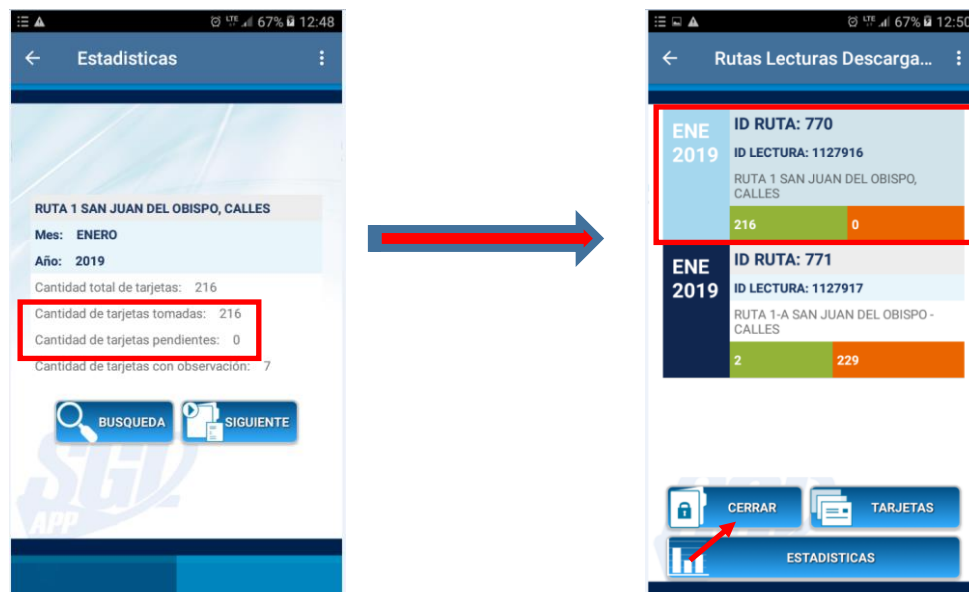 67% 12:48
Estadisticas
RUTA 1 SAN JUAN DEL OBISPO, CALLES
Mes: ENERO
Año: 2019
Cantidad total de tarjetas: 216
Cantidad de tarjetas tomadas: 216
Cantidad de tarjetas pendientes: 0
Cantidad de tarjetas con observación: 7
BUSQUEDA
SIGUIENTE
SGL
APP
LTE 67% 12:50
Rutas Lecturas Descarga...
ENE
2019
ID RUTA: 770
ID LECTURA: 1127916
RUTA 1 SAN JUAN DEL OBISPO,
CALLES
216 0
ENE
2019
ID RUTA: 771
ID LECTURA: 1127917
RUTA 1-A SAN JUAN DEL OBISPO -
CALLES
2 229
CERRAR
TARJETAS
ESTADISTICAS